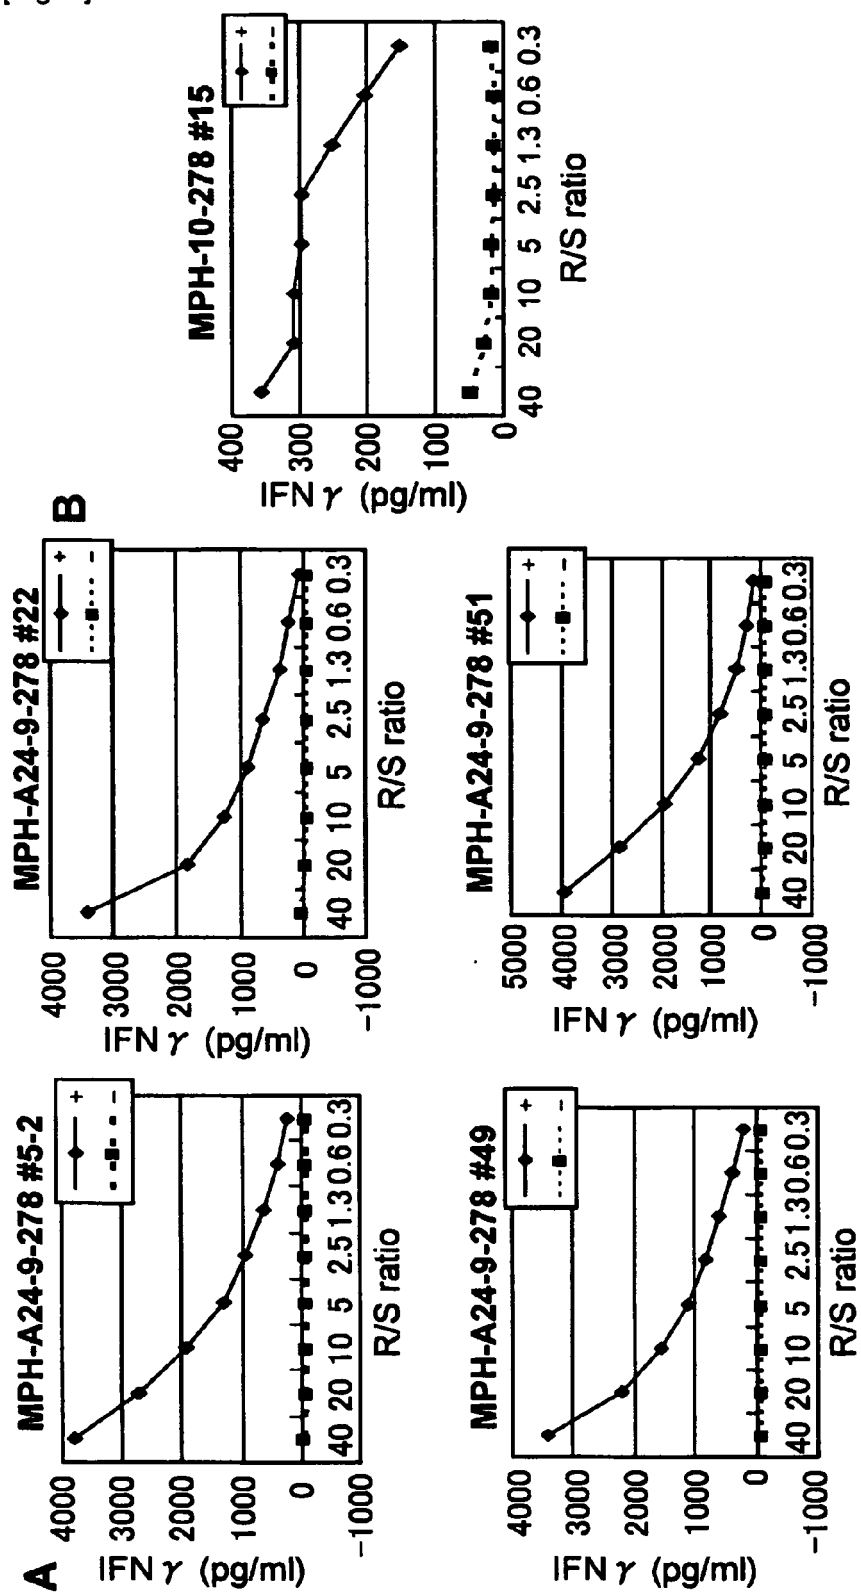 A
MPH-A24-9-278 #5-2
+
-
IFN γ (pg/ml)
4000
3000
2000
1000
0
-1000
40 20 10 5 2.5 1.3 0.6 0.3
R/S ratio
MPH-A24-9-278 #22
+
-
IFN γ (pg/ml)
4000
3000
2000
1000
0
-1000
40 20 10 5 2.5 1.3 0.6 0.3
R/S ratio
MPH-A24-9-278 #49
+
-
IFN γ (pg/ml)
4000
3000
2000
1000
0
-1000
40 20 10 5 2.5 1.3 0.6 0.3
R/S ratio
MPH-A24-9-278 #51
+
-
IFN γ (pg/ml)
5000
4000
3000
2000
1000
0
-1000
40 20 10 5 2.5 1.3 0.6 0.3
R/S ratio
B
MPH-10-278 #15
+
-
IFN γ (pg/ml)
400
300
200
100
0
40 20 10 5 2.5 1.3 0.6 0.3
R/S ratio